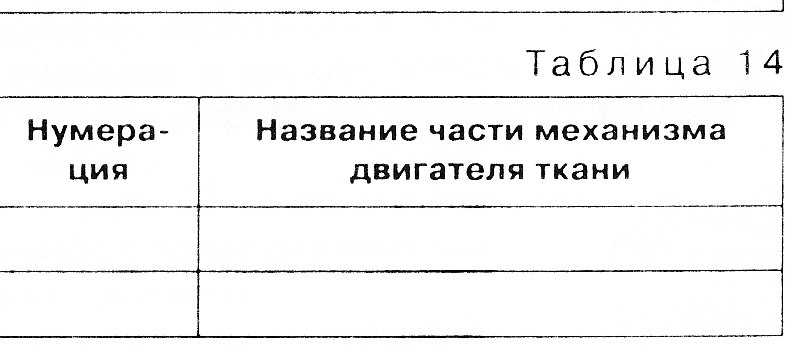 Таблица 14
Нумера-
ция
Название части механизма
двигателя ткани